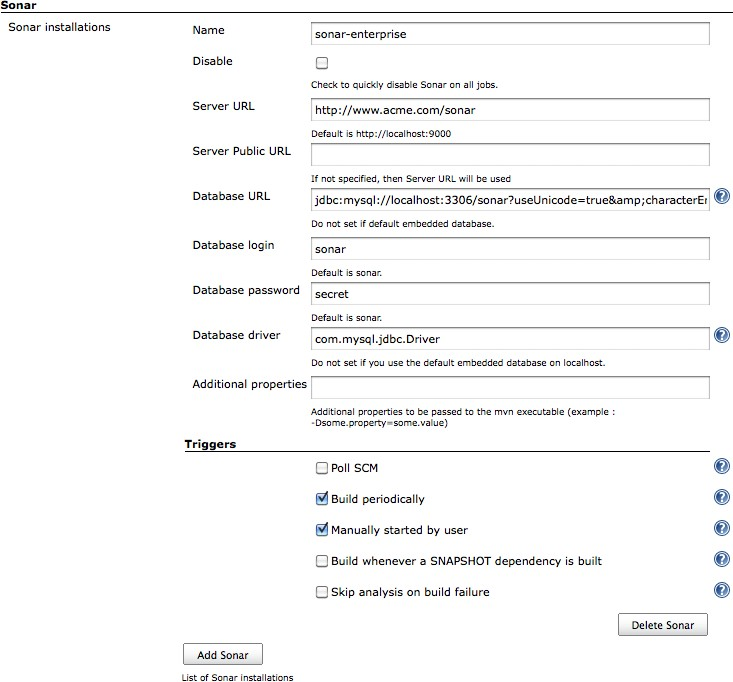 Sonar
Sonar installations
Name
sonar-enterprise
Disable
Check to quickly disable Sonar on all jobs.
Server URL
http://www.acme.com/sonar
Default is http://localhost:9000
Server Public URL
If not specified, then Server URL will be used
Database URL
jdbc:mysql://localhost:3306/sonar?useUnicode=true&amp;characterEn
Do not set if default embedded database.
Database login
sonar
Default is sonar.
Database password
secret
Default is sonar.
Database driver
com.mysql.jdbc.Driver
Do not set if you use the default embedded database on localhost.
Additional properties
Additional properties to be passed to the mvn executable (example :
-Dsome.property=some.value)
Triggers
Poll SCM
?
Build periodically
?
Manually started by user
?
Build whenever a SNAPSHOT dependency is built
?
Skip analysis on build failure
?
Delete Sonar
Add Sonar
List of Sonar installations